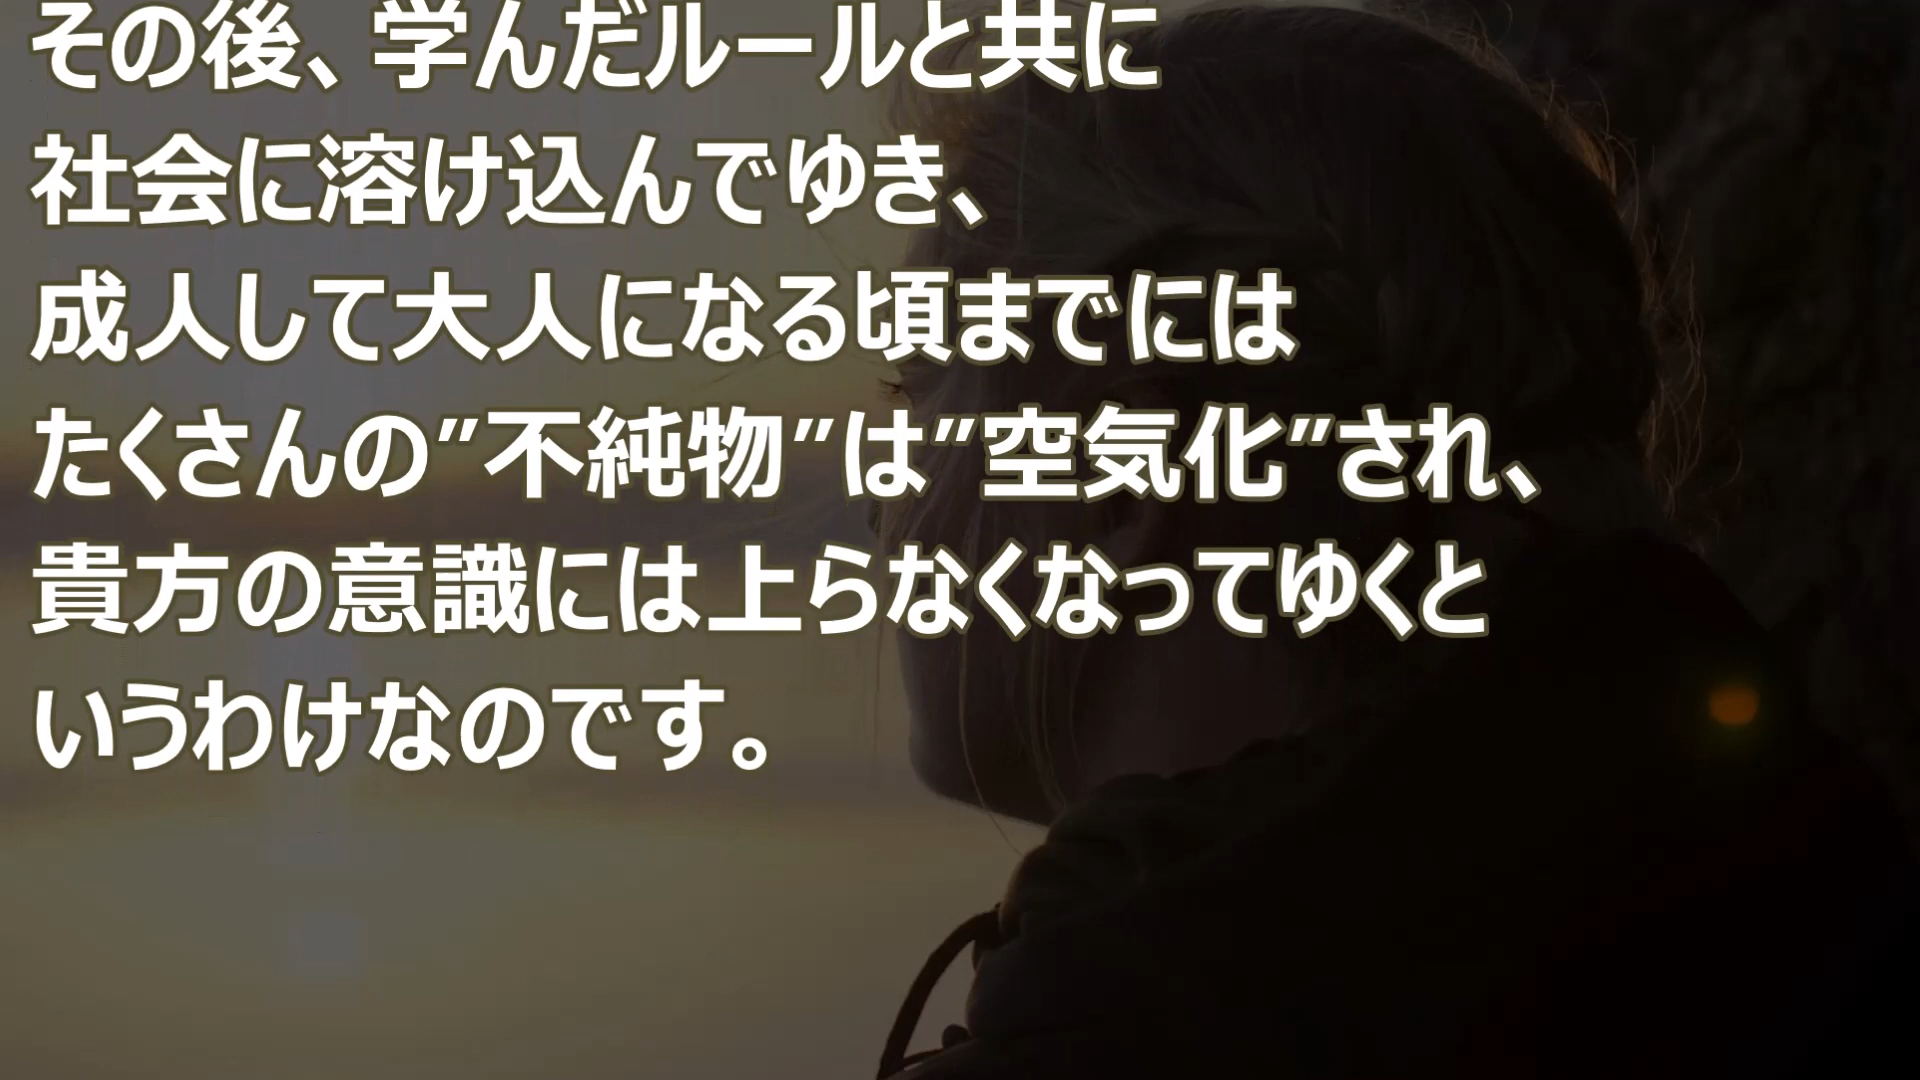 その後、学んだルールと共に
社会に溶け込んでゆき、
成人して大人になる頃までには
たくさんの”不純物”は”空気化”され、
貴方の意識には上らなくなってゆくと
いうわけなのです。